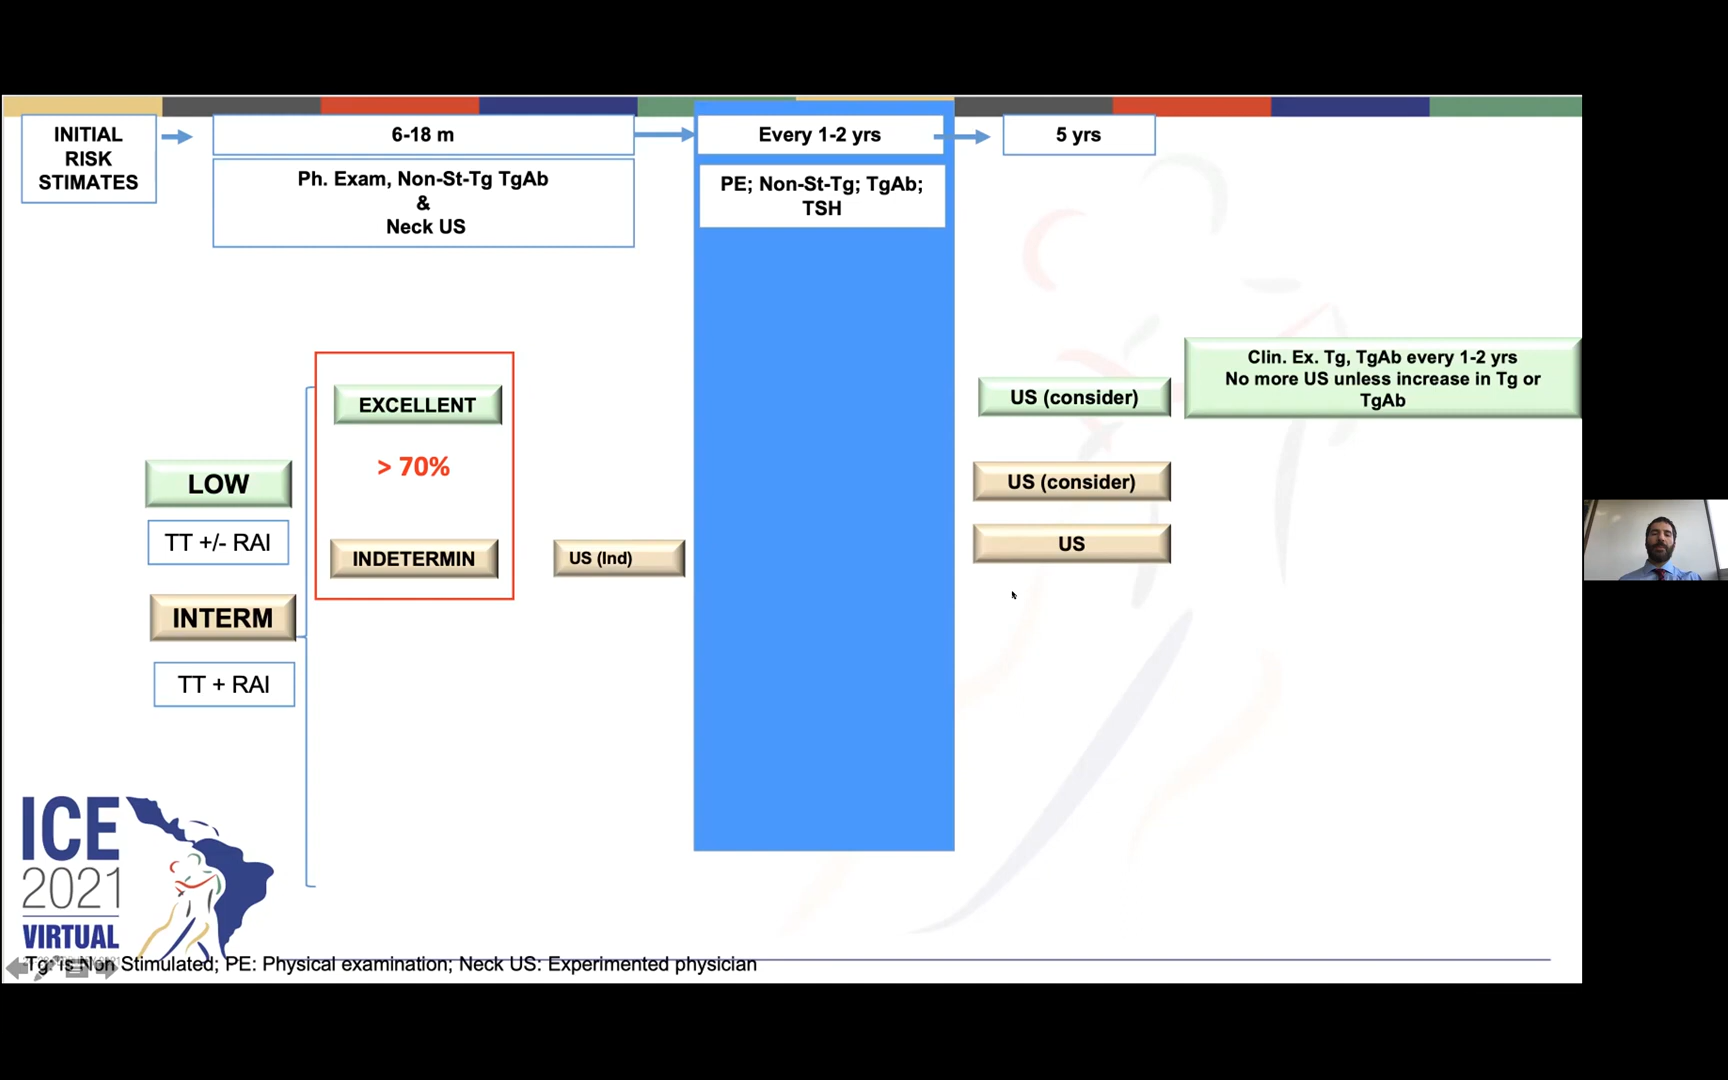 INITIAL
RISK
STIMATES
6-18 m
Ph. Exam, Non-St-Tg TgAb
&
Neck US
Every 1-2 yrs
PE; Non-St-Tg; TgAb;
TSH
5 yrs
EXCELLENT
> 70%
INDETERMIN
LOW
TT +/- RAI
INTERM
TT + RAI
US (Ind)
US (consider)
US (consider)
US
Clin. Ex. Tg, TgAb every 1-2 yrs
No more US unless increase in Tg or
TgAb
ICE
2021
VIRTUAL
Tg: is Non Stimulated; PE: Physical examination; Neck US: Experimented physician